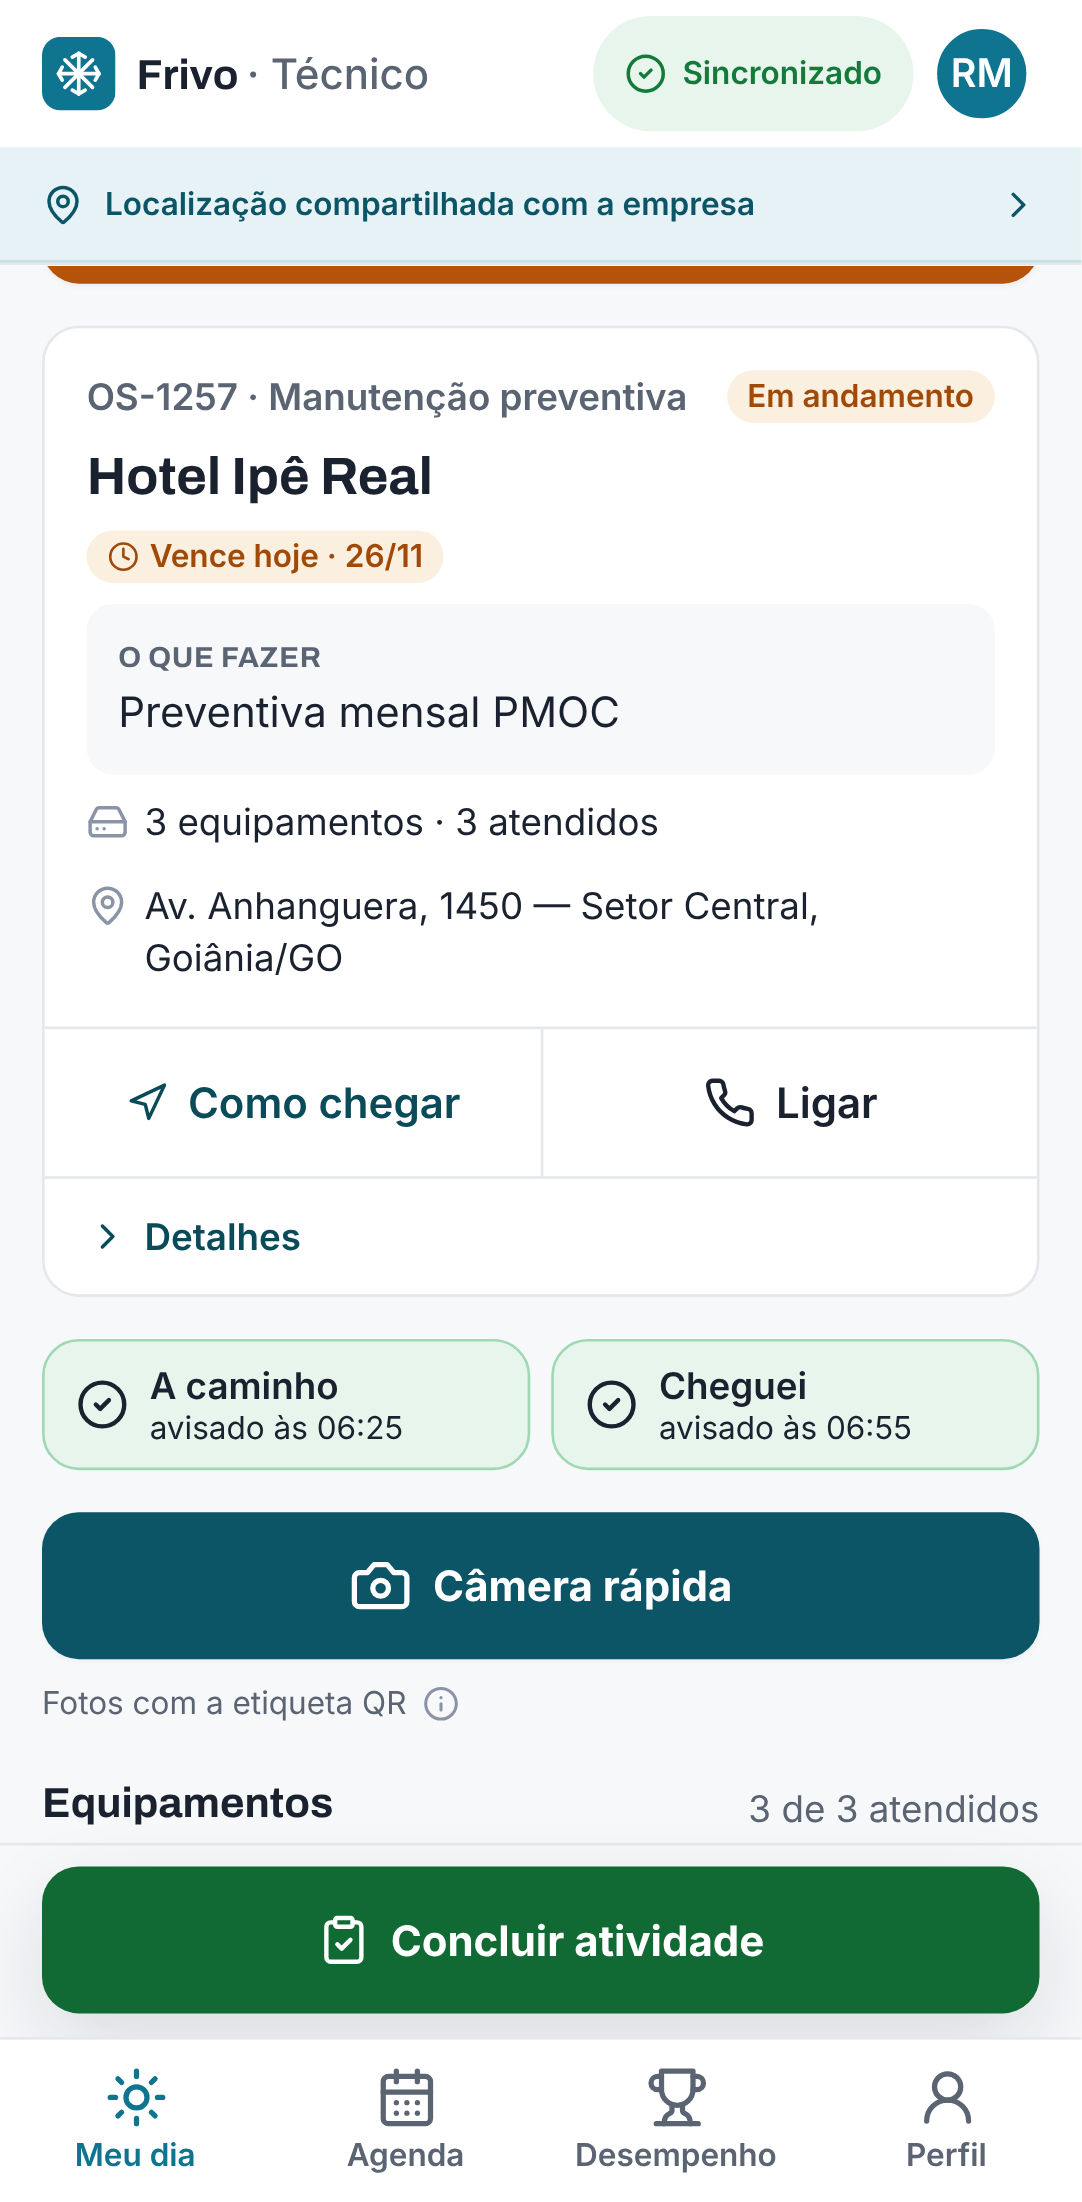 Frivo · Técnico
Sincronizado
RM
Localização compartilhada com a empresa
OS-1257 · Manutenção preventiva
Em andamento
Hotel Ipê Real
Vence hoje · 26/11
O QUE FAZER
Preventiva mensal PMOC
3 equipamentos · 3 atendidos
Av. Anhanguera, 1450 — Setor Central,
Goiânia/GO
Como chegar
Ligar
Detalhes
A caminho
avisado às 06:25
Cheguei
avisado às 06:55
Câmera rápida
Fotos com a etiqueta QR
Equipamentos
3 de 3 atendidos
Concluir atividade
Meu dia
Agenda
Desempenho
Perfil